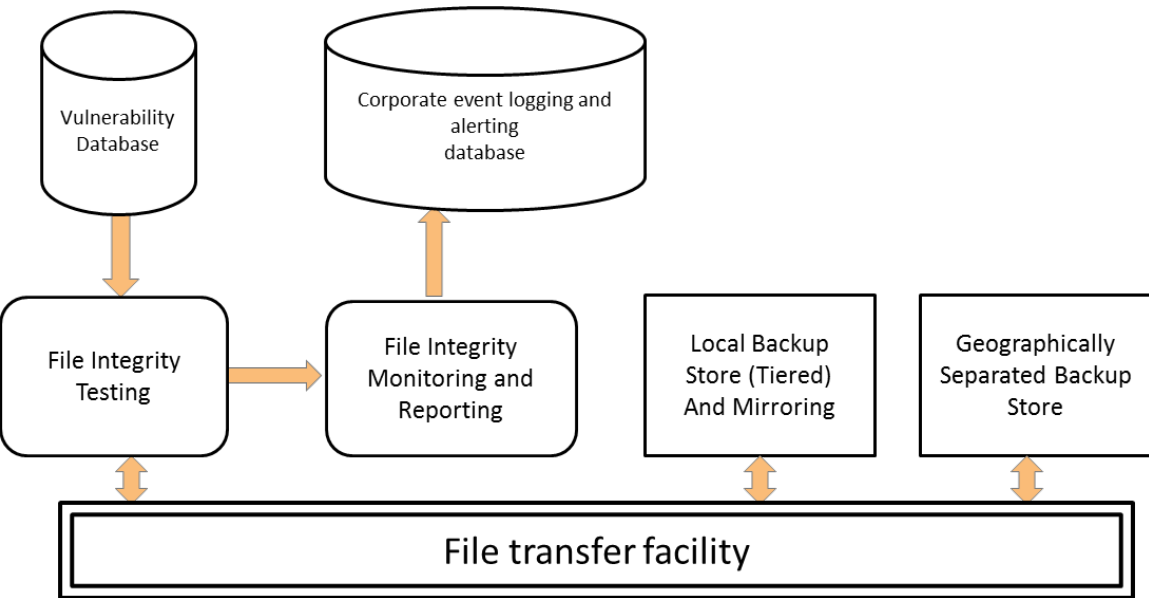 Vulnerability
Database
Corporate event logging and
alerting
database
File Integrity
Testing
File Integrity
Monitoring and
Reporting
Local Backup
Store (Tiered)
And Mirroring
Geographically
Separated Backup
Store
File transfer facility